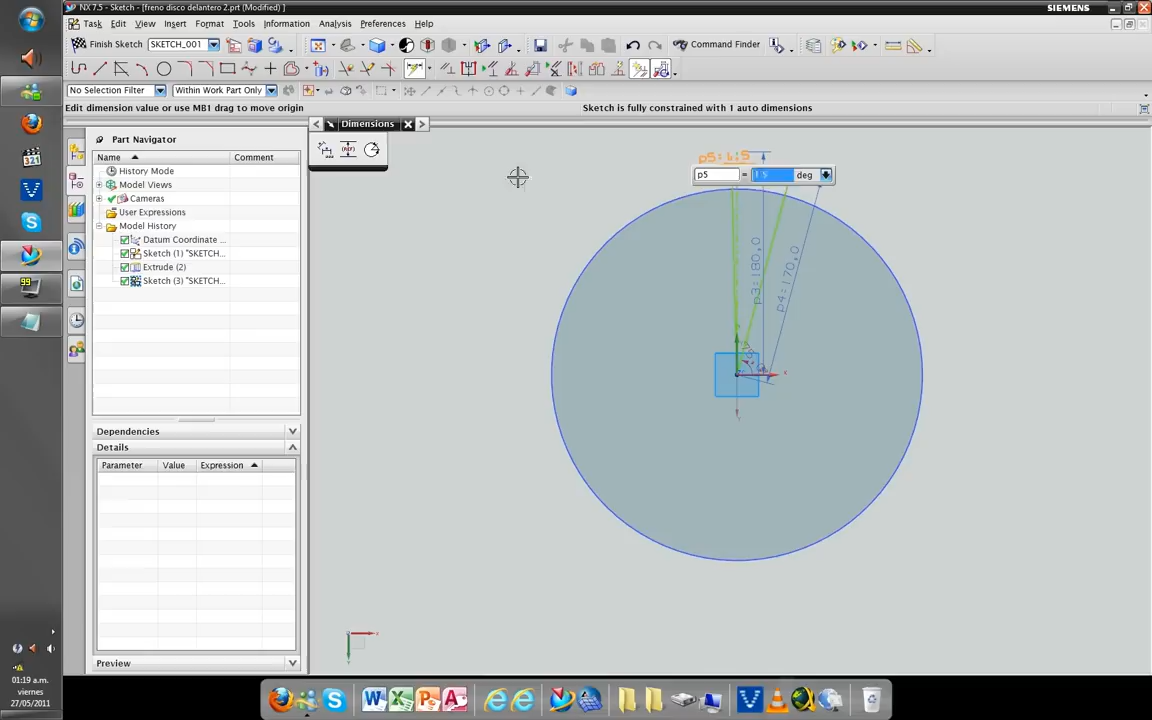 NX 7.5 - Sketch - [freno disco delantero 2.prt (Modified) ]
SIEMENS
Task Edit View Insert Format Tools Information Analysis Preferences Help
Finish Sketch SKETCH_001
Command Finder
No Selection Filter Within Work Part Only
Edit dimension value or use MB1 drag to move origin
Sketch is fully constrained with 1 auto dimensions
Part Navigator
Dimensions
Name Comment
History Mode
Model Views
Cameras
User Expressions
Model History
Datum Coordinate ...
Sketch (1) "SKETCH...
Extrude (2)
Sketch (3) "SKETCH...
p5 = deg
p3:180,0
p4:170,0
Dependencies
Details
Parameter Value Expression
Preview
01:19 a.m.
viernes
27/05/2011